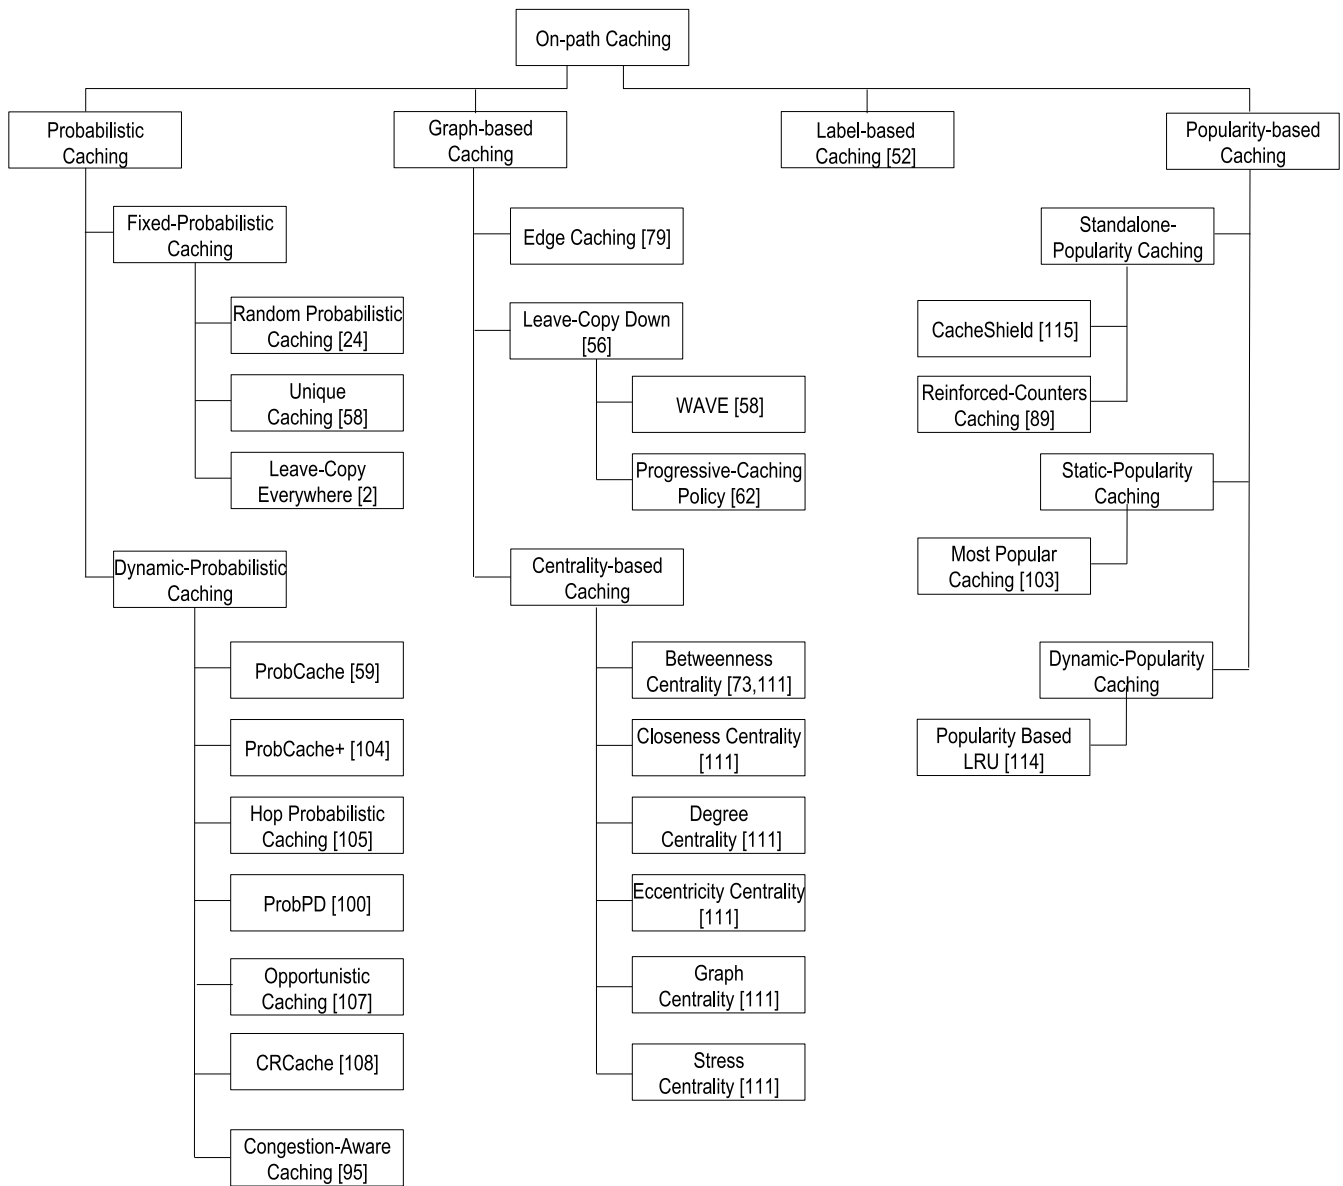 On-path Caching
Probabilistic
Caching
Graph-based
Caching
Label-based
Caching [52]
Popularity-based
Caching
Fixed-Probabilistic
Caching
Random Probabilistic
Caching [24]
Unique
Caching [58]
Leave-Copy
Everywhere [2]
Dynamic-Probabilistic
Caching
ProbCache [59]
ProbCache+ [104]
Hop Probabilistic
Caching [105]
ProbPD [100]
Opportunistic
Caching [107]
CRCache [108]
Congestion-Aware
Caching [95]
Edge Caching [79]
Leave-Copy Down
[56]
WAVE [58]
Progressive-Caching
Policy [62]
Centrality-based
Caching
Betweenness
Centrality [73,111]
Closeness Centrality
[111]
Degree
Centrality [111]
Eccentricity Centrality
[111]
Graph
Centrality [111]
Stress
Centrality [111]
Standalone-
Popularity Caching
CacheShield [115]
Reinforced-Counters
Caching [89]
Static-Popularity
Caching
Most Popular
Caching [103]
Dynamic-Popularity
Caching
Popularity Based
LRU [114]